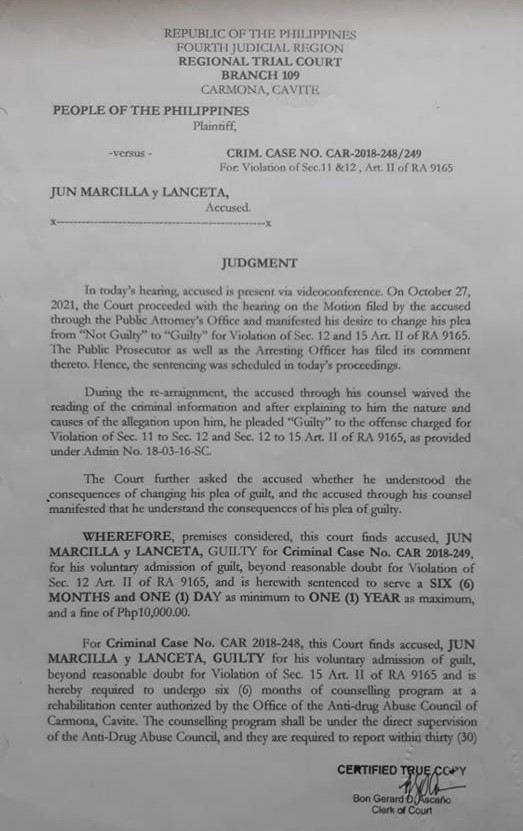 REPUBLIC OF THE PHILIPPINES
FOURTH JUDICIAL REGION
REGIONAL TRIAL COURT
BRANCH 109
CARMONA, CAVITE
PEOPLE OF THE PHILIPPINES
Plaintiff,
-versus -
CRIM. CASE NO. CAR-2018-248/249
For: Violation of Sec.11 &12 , Art. II of RA 9165
JUN MARCILLA y LANCETA,
Accused.
x-------------------------------------------------x
JUDGMENT
In today's hearing, accused is present via videoconference. On October 27,
2021, the Court proceeded with the hearing on the Motion filed by the accused
through the Public Attorney's Office and manifested his desire to change his plea
from "Not Guilty" to "Guilty" for Violation of Sec. 12 and 15 Art. II of RA 9165.
The Public Prosecutor as well as the Arresting Officer has filed its comment
thereto. Hence, the sentencing was scheduled in today's proceedings.
During the re-arraignment, the accused through his counsel waived the
reading of the criminal information and after explaining to him the nature and
causes of the allegation upon him, he pleaded "Guilty" to the offense charged for
Violation of Sec. 11 to Sec. 12 and Sec. 12 to 15 Art. II of RA 9165, as provided
under Admin No. 18-03-16-SC.
The Court further asked the accused whether he understood the
consequences of changing his plea of guilt, and the accused through his counsel
manifested that he understand the consequences of his plea of guilty.
WHEREFORE, premises considered, this court finds accused, JUN
MARCILLA y LANCETA, GUILTY for Criminal Case No. CAR 2018-249,
for his voluntary admission of guilt, beyond reasonable doubt for Violation of
Sec. 12 Art. II of RA 9165, and is herewith sentenced to serve a SIX (6)
MONTHS and ONE (1) DAY as minimum to ONE (1) YEAR as maximum,
and a fine of Php10,000.00.
For Criminal Case No. CAR 2018-248, this Court finds accused, JUN
MARCILLA y LANCETA, GUILTY for his voluntary admission of guilt,
beyond reasonable doubt for Violation of Sec. 15 Art. II of RA 9165 and is
hereby required to undergo six (6) months of counselling program at a
rehabilitation center authorized by the Office of the Anti-drug Abuse Council of
Carmona, Cavite. The counselling program shall be under the direct supervision
of the Anti-Drug Abuse Council, and they are required to report within thirty (30)
CERTIFIED TRUE COPY
Bon Gerard D. Ascaño
Clerk of Court